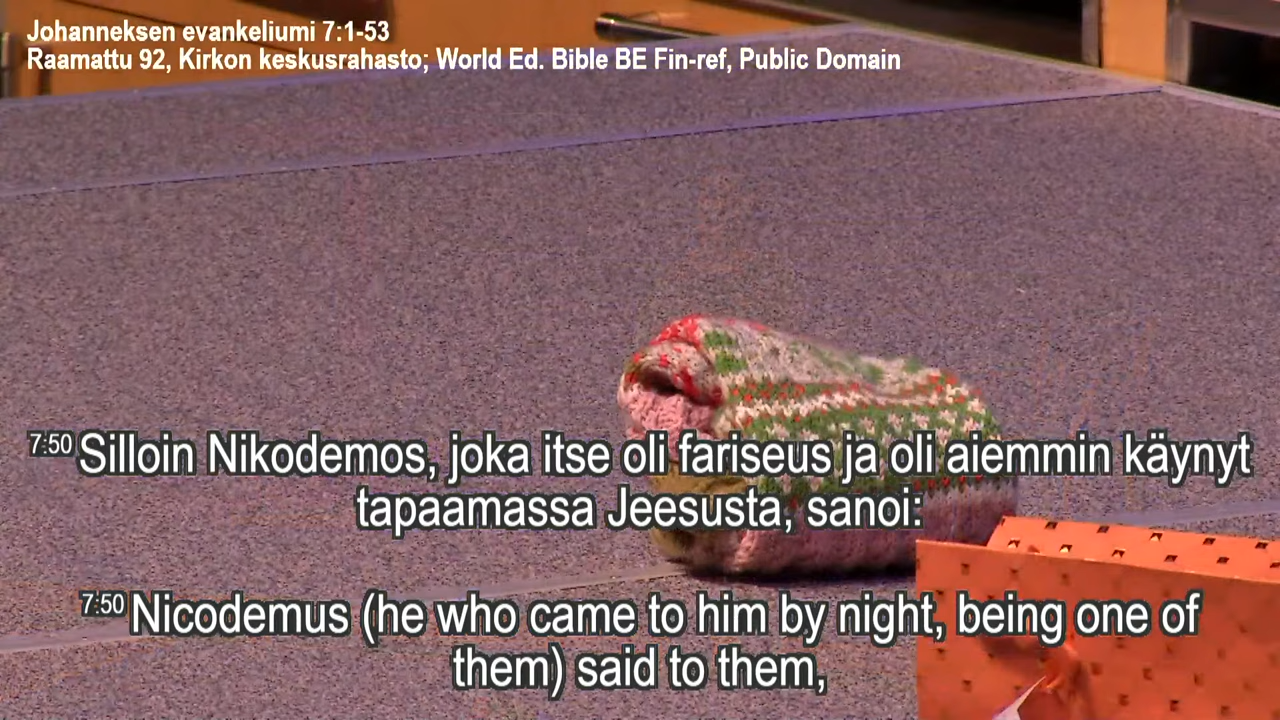 Johanneksen evankeliumi 7:1-53
Raamattu 92, Kirkon keskusrahasto; World Ed. Bible BE Fin-ref, Public Domain
7:50 Silloin Nikodemos, joka itse oli fariseus ja oli aiemmin käynyt
tapaamassa Jeesusta, sanoi:
7:50 Nicodemus (he who came to him by night, being one of
them) said to them,